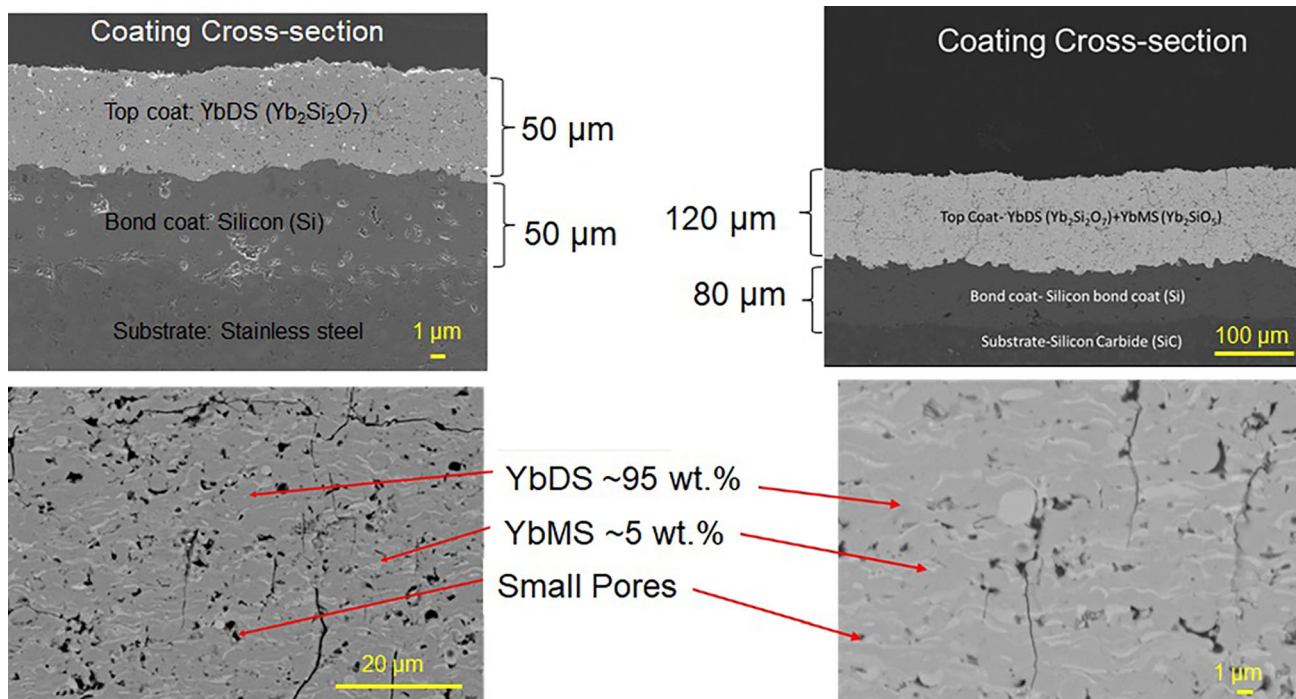 Coating Cross-section
Top coat: YbDS (Yb₂Si₂O₇)
50 μm
Bond coat: Silicon (Si)
50 μm
Substrate: Stainless steel
1 μm
Coating Cross-section
120 μm
Top Coat- YbDS (Yb₂Si₂O₇)+YbMS (Yb₂SiO₅)
80 μm
Bond coat- Silicon bond coat (Si)
Substrate-Silicon Carbide (SiC)
100 μm
YbDS ~95 wt.%
YbMS ~5 wt.%
Small Pores
20 μm
1 μm